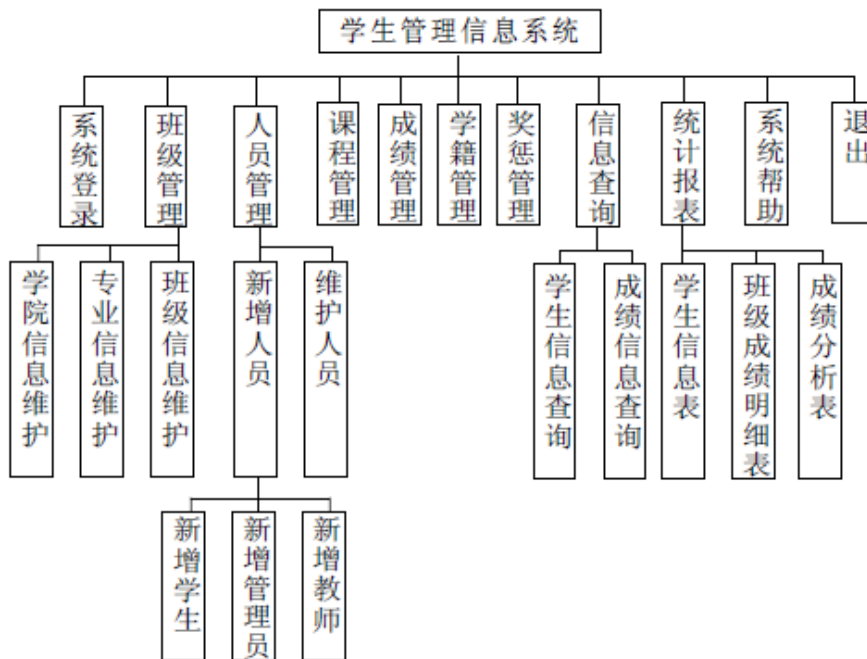 学生管理信息系统
系统登录
班级管理
人员管理
课程管理
成绩管理
学籍管理
奖惩管理
信息查询
统计报表
系统帮助
退出
学院信息维护
专业信息维护
班级信息维护
新增人员
维护人员
学生信息查询
成绩信息查询
学生信息表
班级成绩明细表
成绩分析表
新增学生
新增管理员
新增教师